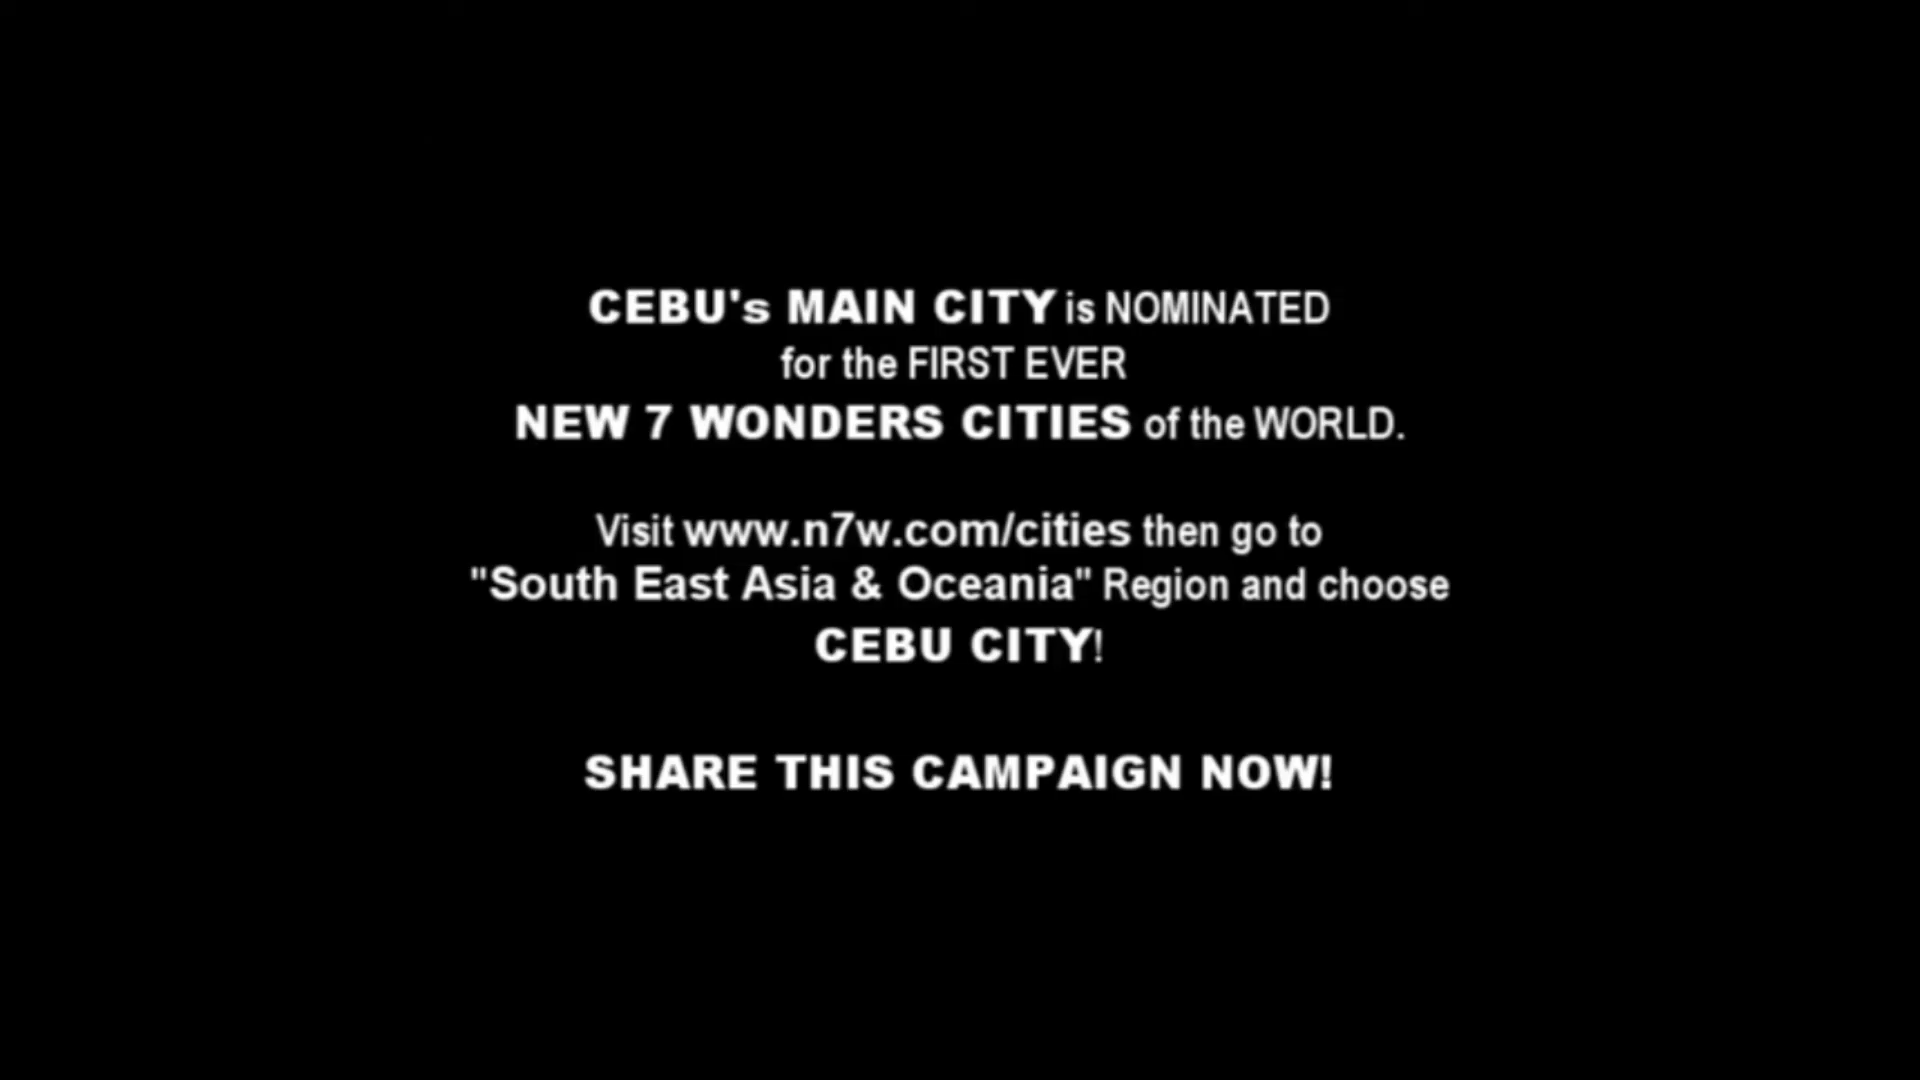 CEBU's MAIN CITY is NOMINATED
for the FIRST EVER
NEW 7 WONDERS CITIES of the WORLD.
Visit www.n7w.com/cities then go to
"South East Asia & Oceania" Region and choose
CEBU CITY!
SHARE THIS CAMPAIGN NOW!